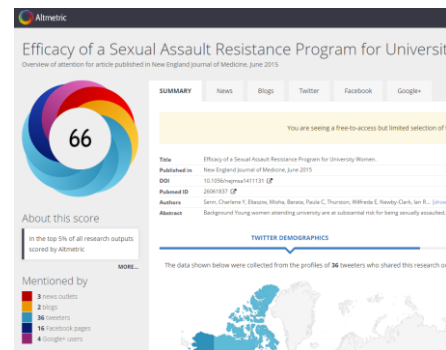 Altmetric
Efficacy of a Sexual Assault Resistance Program for Universit
Overview of attention for article published in New England Journal of Medicine, June 2015
66
SUMMARY News Blogs Twitter Facebook Google+
You are seeing a free-to-access but limited selection of
Title Efficacy of a Sexual Assault Resistance Program for University Women.
Published in New England Journal of Medicine, June 2015
DOI 10.1056/nejmsa1411131
Pubmed ID 26061837
Authors Senn, Charlene Y, Eliasziw, Misha, Barata, Paula C, Thurston, Wilfreda E, Newby-Clark, Ian R...
Abstract Background Young women attending university are at substantial risk for being sexually assaulted,
About this score
In the top 5% of all research outputs
scored by Altmetric
MORE...
Mentioned by
3 news outlets
2 blogs
36 tweeters
16 Facebook pages
4 Google+ users
TWITTER DEMOGRAPHICS
The data shown below were collected from the profiles of 36 tweeters who shared this research ou